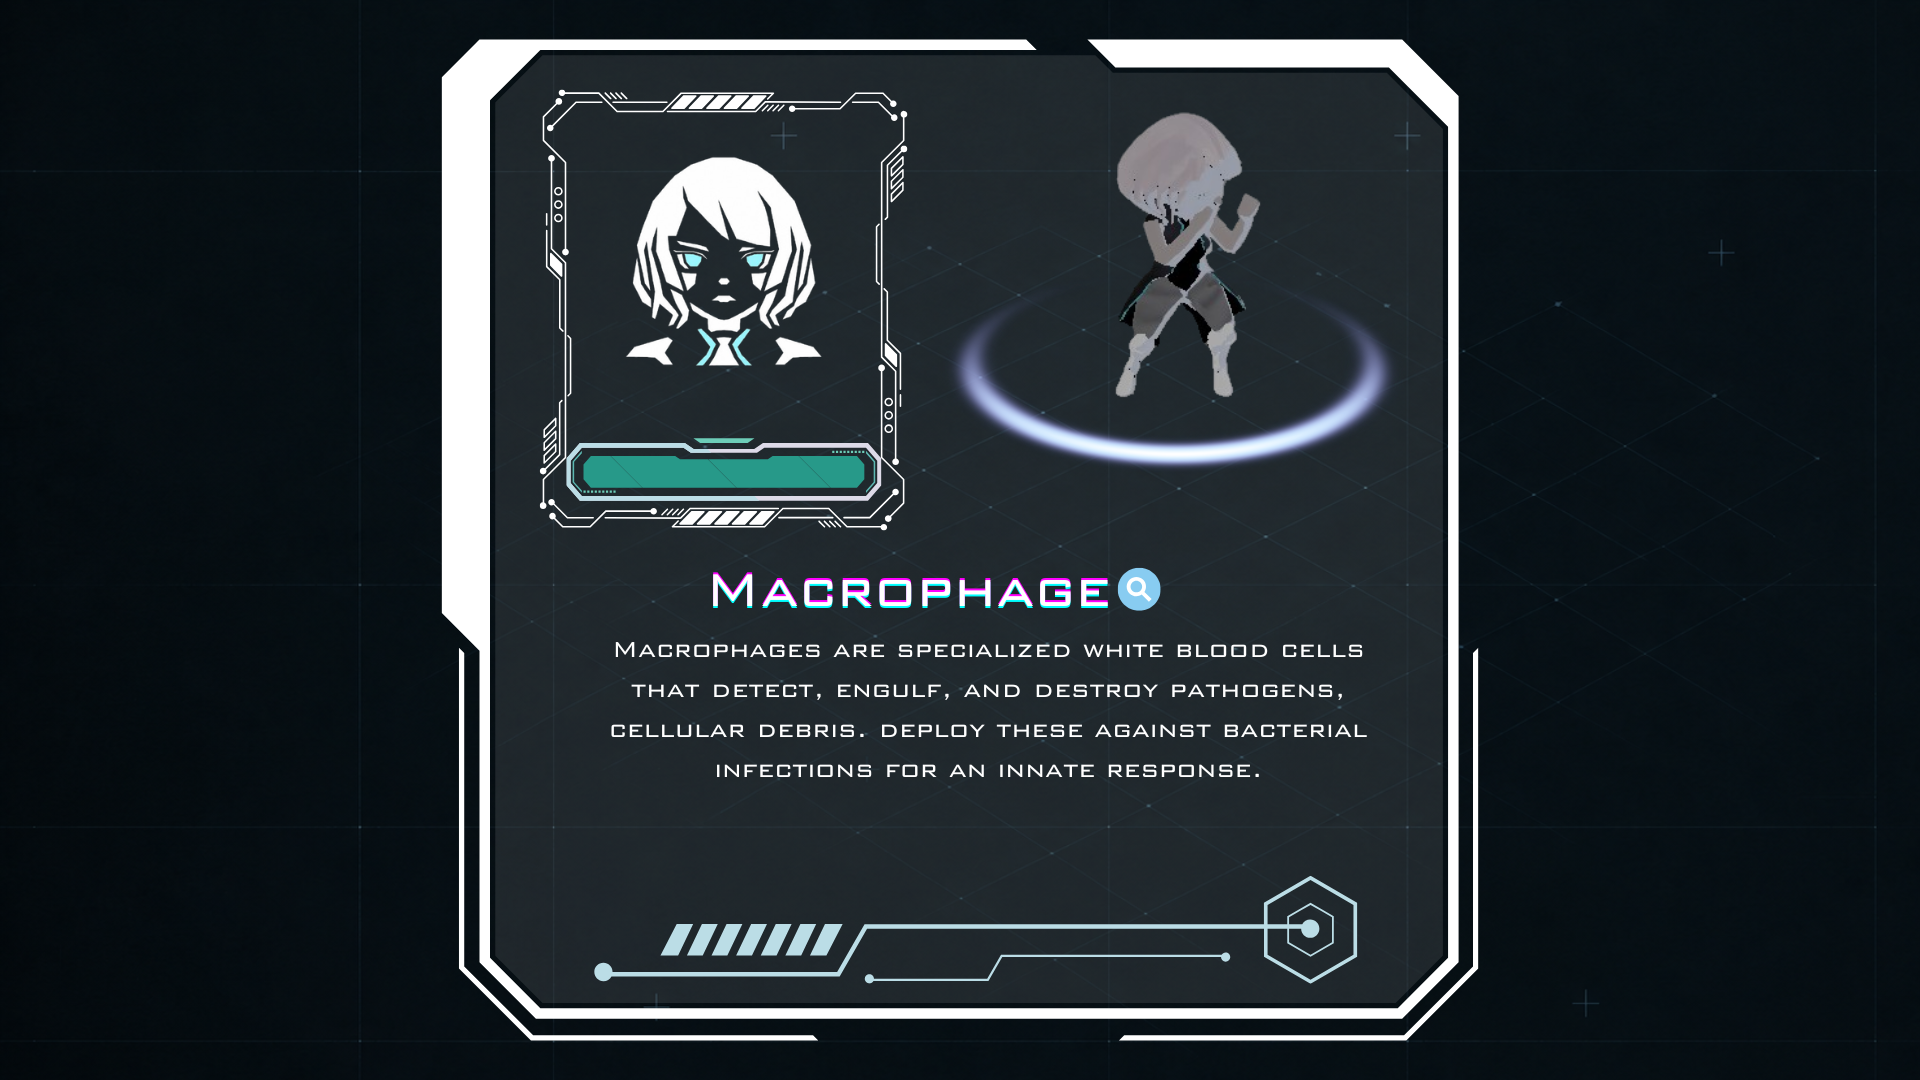 Macrophage
Macrophages are specialized white blood cells
that detect, engulf, and destroy pathogens,
cellular debris. deploy these against bacterial
infections for an innate response.